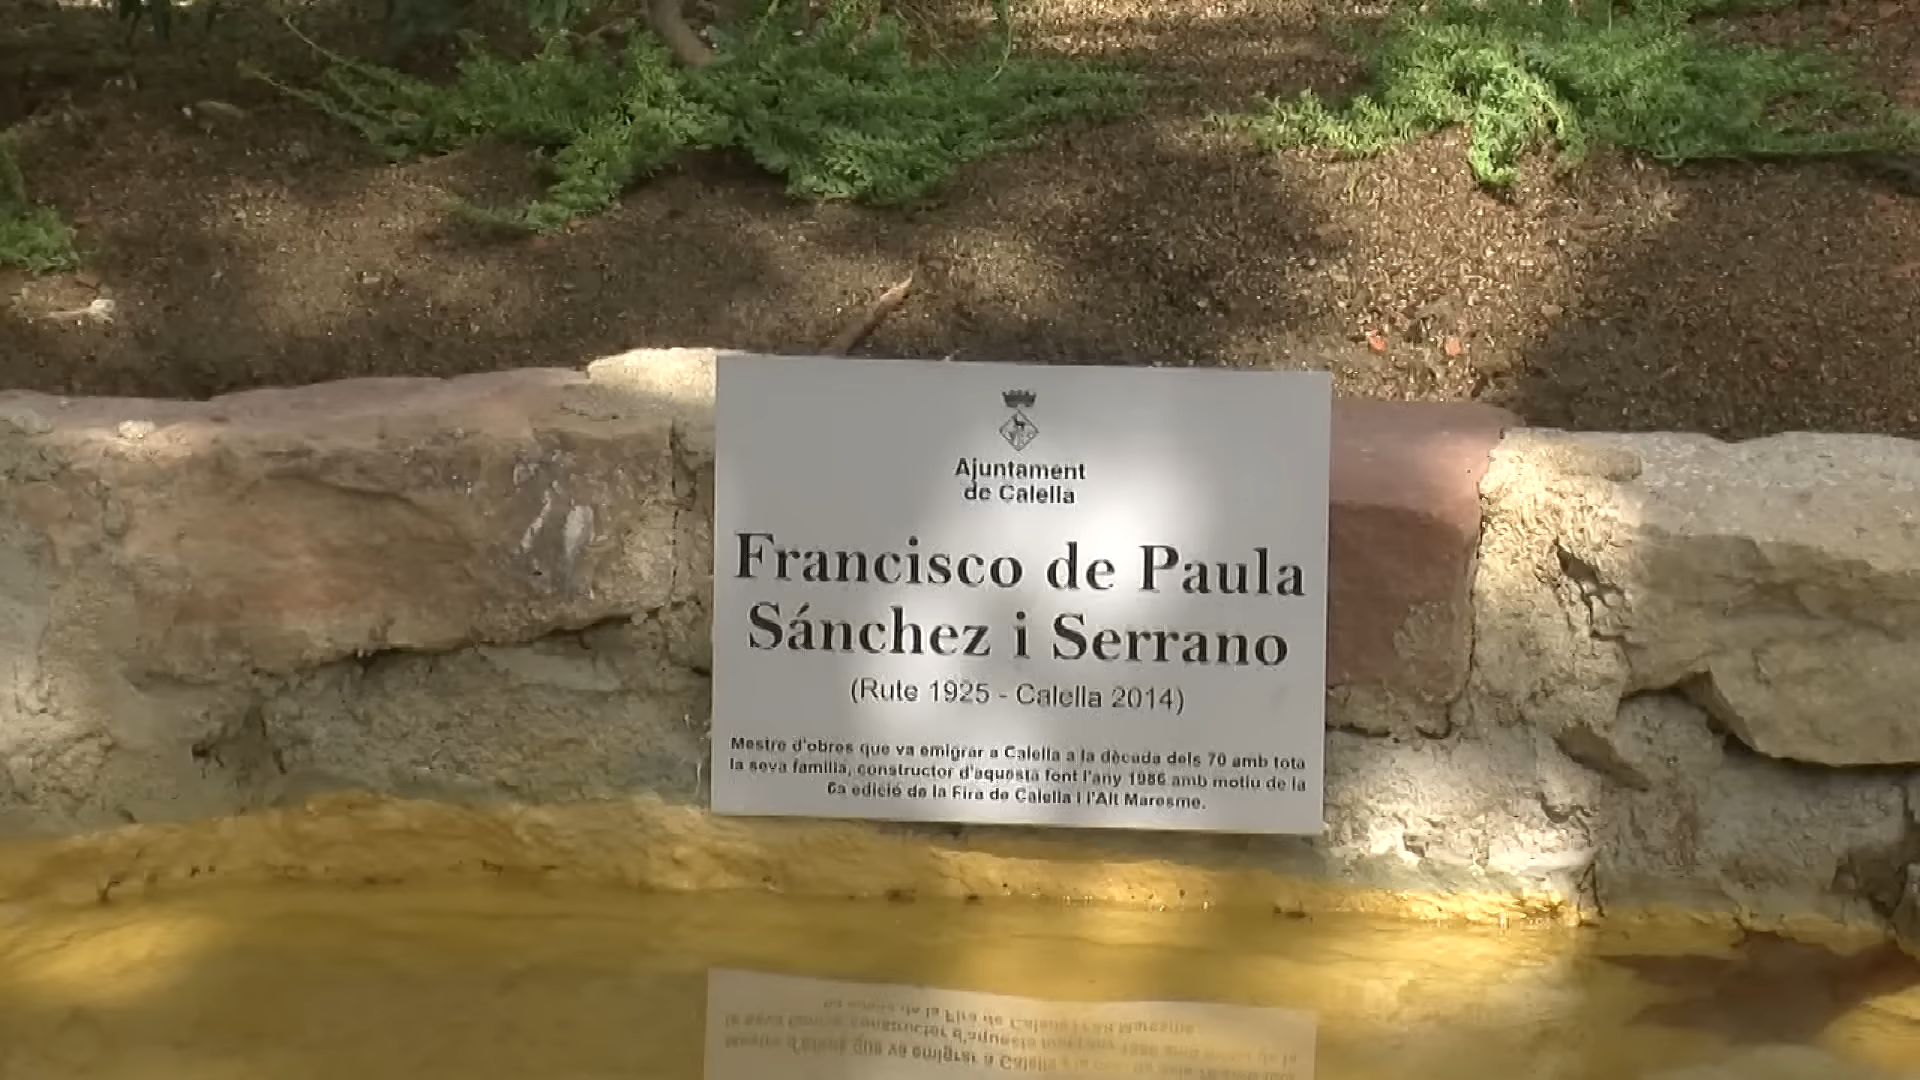 Ajuntament
de Calella
Francisco de Paula
Sánchez i Serrano
(Rute 1925 - Calella 2014)
Mestre d'obres que va emigrar a Calella a la dècada dels 70 amb tota
la seva família, constructor d'aquesta font l'any 1986 amb motiu de la
6a edició de la Fira de Calella i l'Alt Maresme.